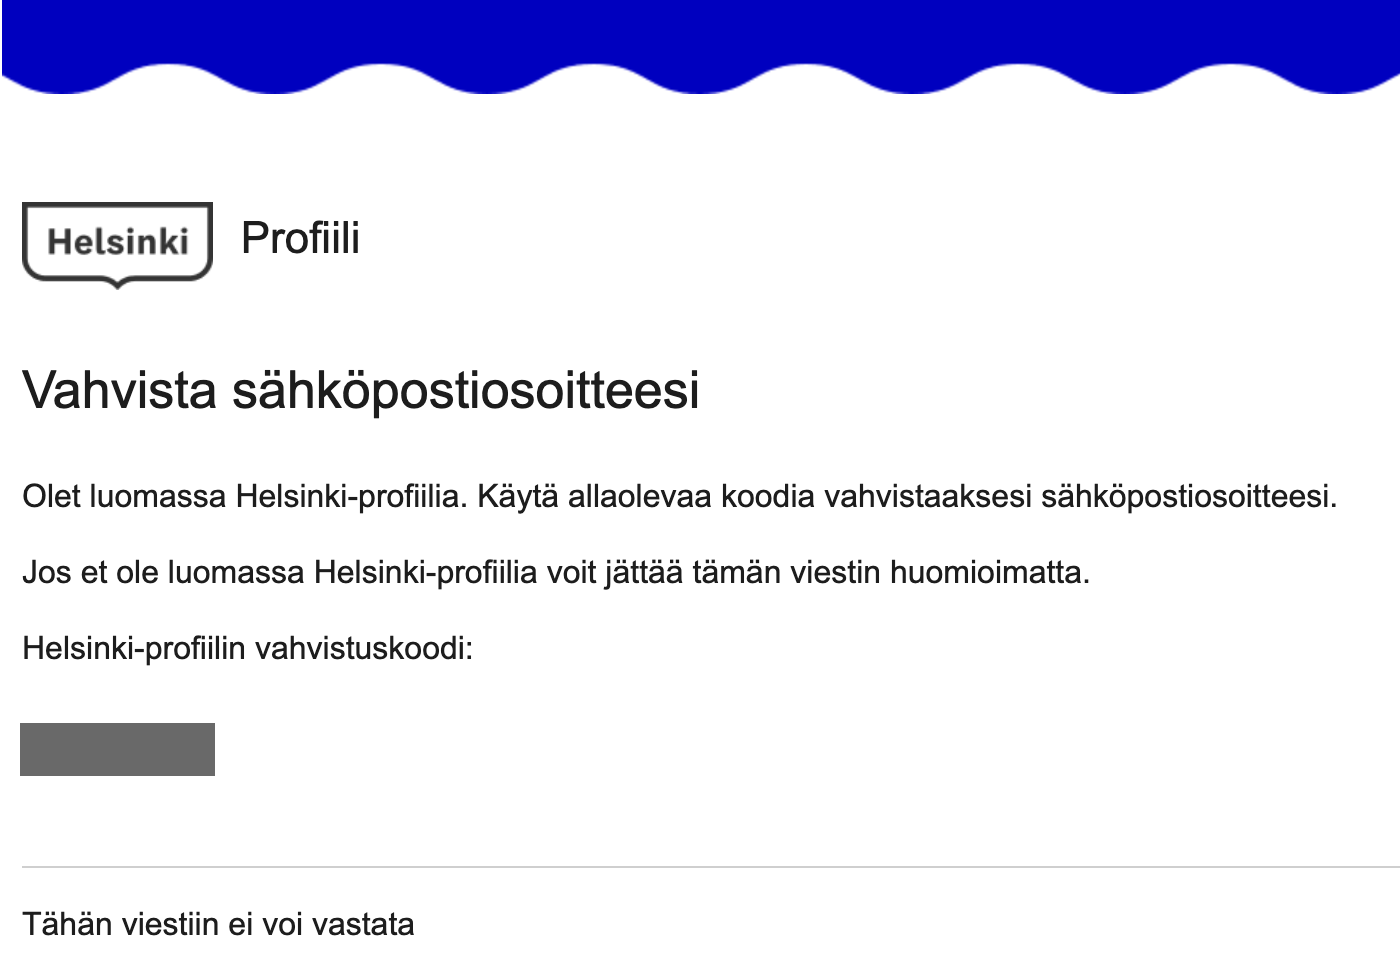 Helsinki Profiili
Vahvista sähköpostiosoitteesi
Olet luomassa Helsinki-profiilia. Käytä allaolevaa koodia vahvistaaksesi sähköpostiosoitteesi.
Jos et ole luomassa Helsinki-profiilia voit jättää tämän viestin huomioimatta.
Helsinki-profiilin vahvistuskoodi:
Tähän viestiin ei voi vastata